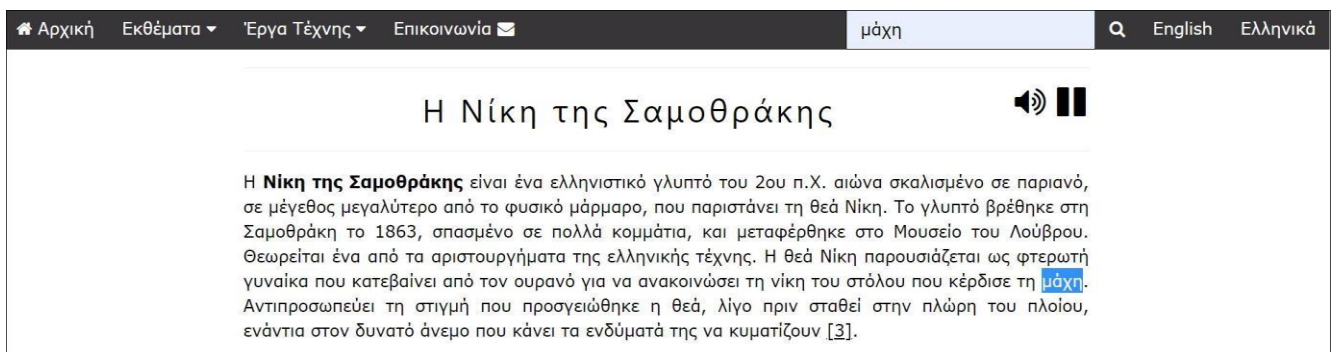 Αρχική Εκθέματα Έργα Τέχνης Επικοινωνία μάχη English Ελληνικά
Η Νίκη της Σαμοθράκης
Η Νίκη της Σαμοθράκης είναι ένα ελληνιστικό γλυπτό του 2ου π.Χ. αιώνα σκαλισμένο σε παριανό,
σε μέγεθος μεγαλύτερο από το φυσικό μάρμαρο, που παριστάνει τη θεά Νίκη. Το γλυπτό βρέθηκε στη
Σαμοθράκη το 1863, σπασμένο σε πολλά κομμάτια, και μεταφέρθηκε στο Μουσείο του Λούβρου.
Θεωρείται ένα από τα αριστουργήματα της ελληνικής τέχνης. Η θεά Νίκη παρουσιάζεται ως φτερωτή
γυναίκα που κατεβαίνει από τον ουρανό για να ανακοινώσει τη νίκη του στόλου που κέρδισε τη μάχη.
Αντιπροσωπεύει τη στιγμή που προσγειώθηκε η θεά, λίγο πριν σταθεί στην πλώρη του πλοίου,
ενάντια στον δυνατό άνεμο που κάνει τα ενδύματά της να κυματίζουν [3].